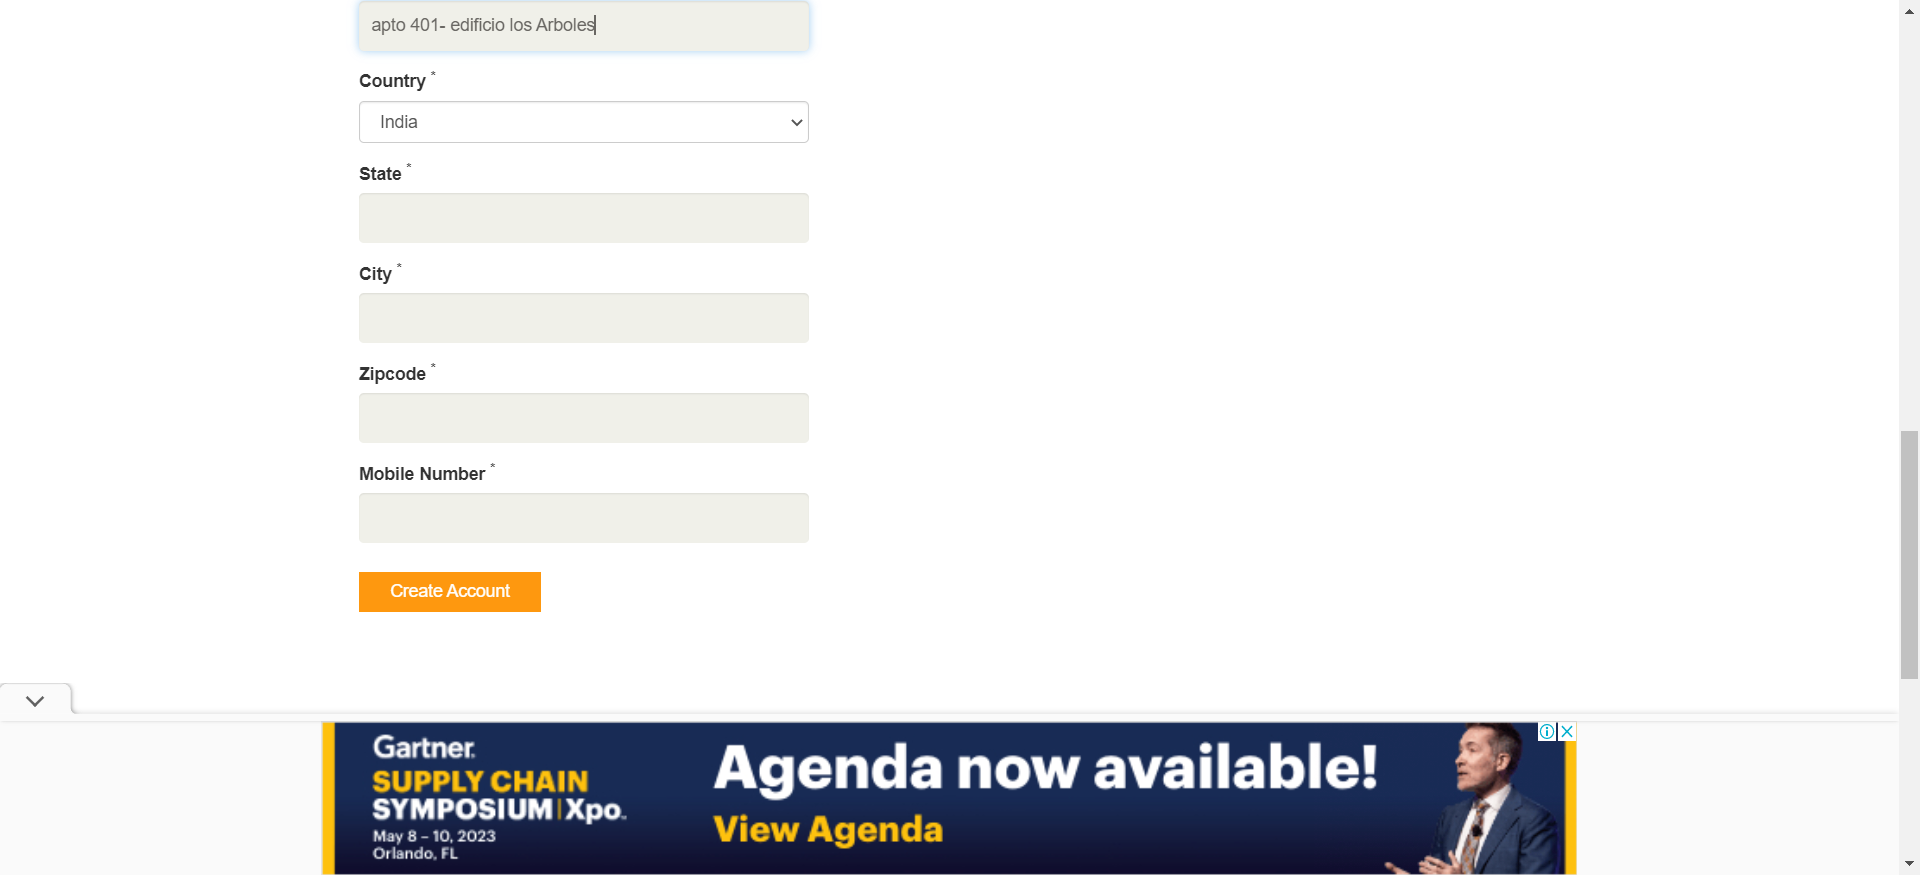 apto 401- edificio los Arboles
Country *
India
State *
City *
Zipcode *
Mobile Number *
Create Account
Gartner.
SUPPLY CHAIN
SYMPOSIUM | Xpo™
May 8 – 10, 2023
Orlando, FL
Agenda now available!
View Agenda